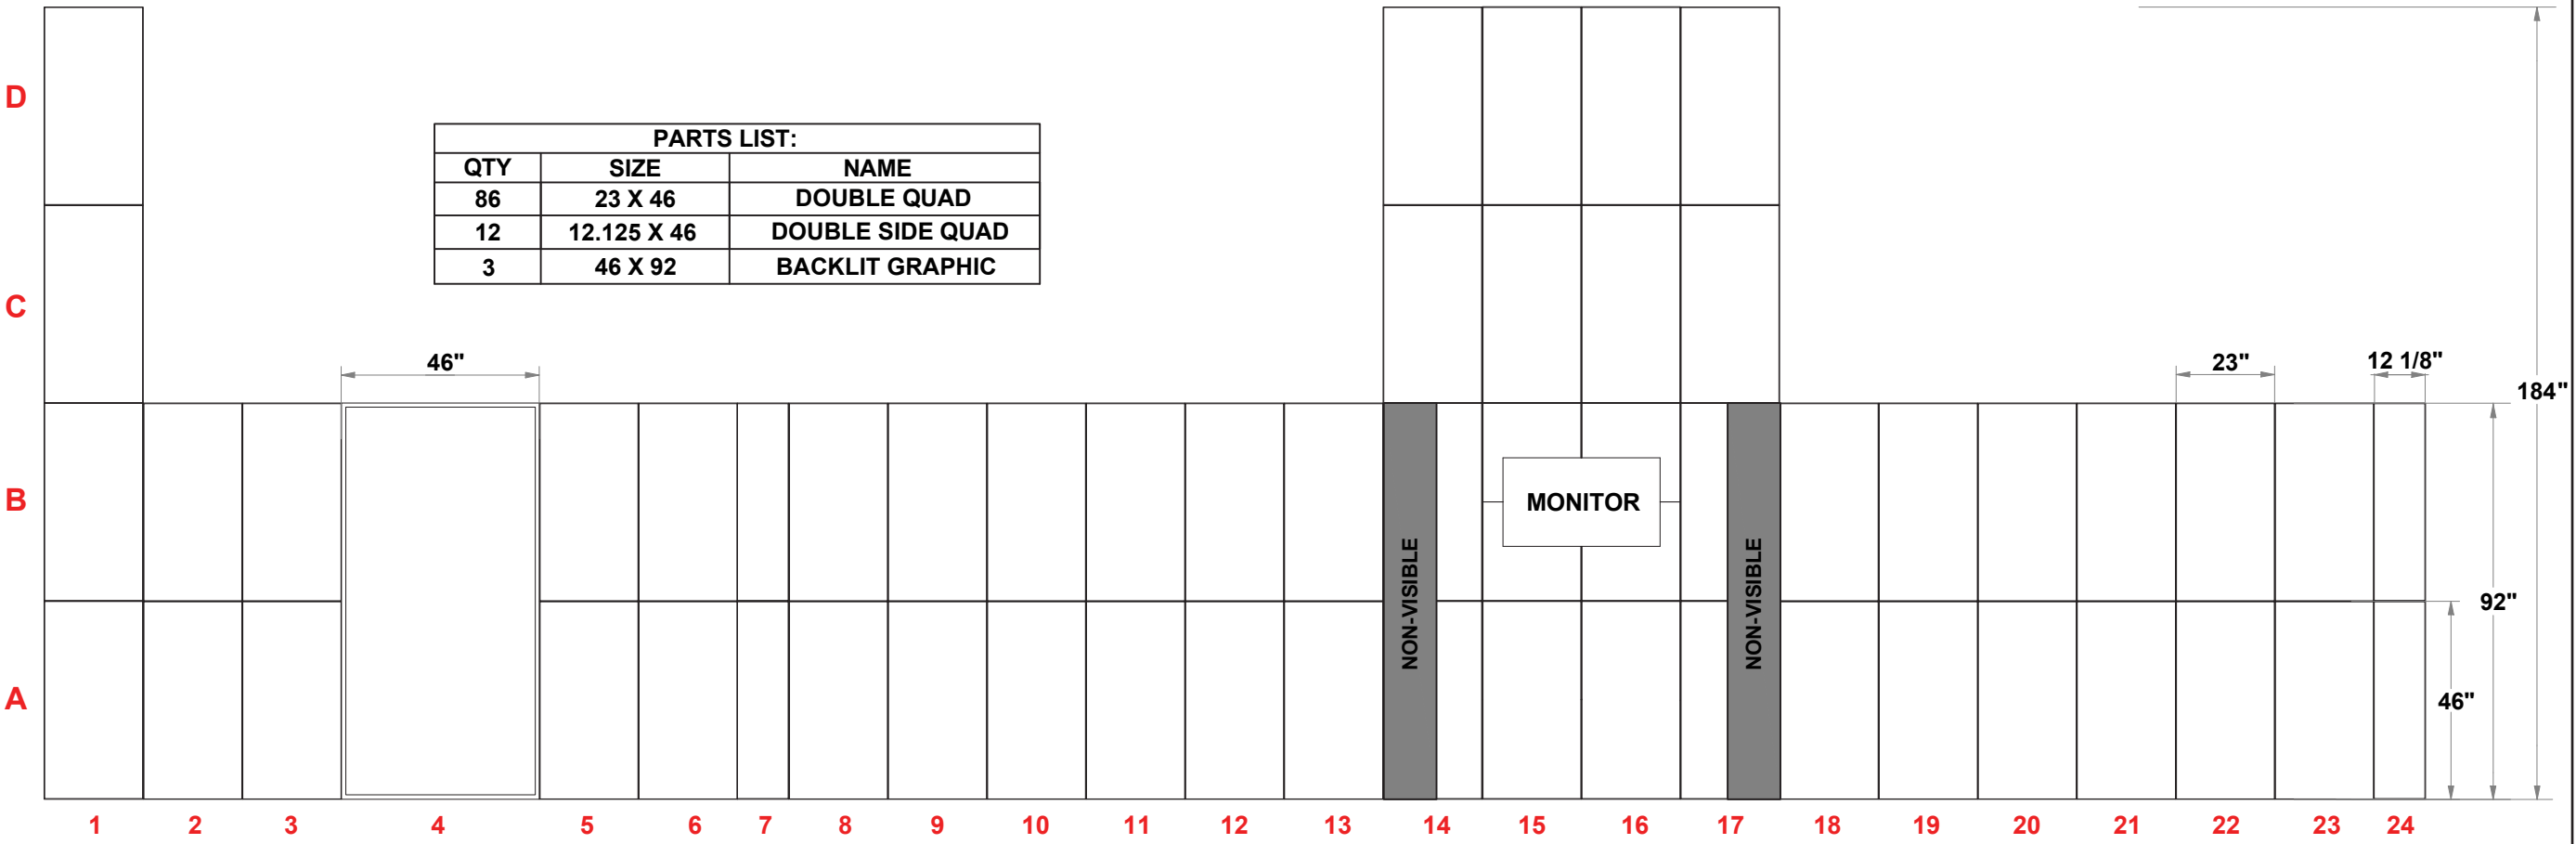 D
PARTS LIST:
QTY SIZE NAME
86 23 X 46 DOUBLE QUAD
12 12.125 X 46 DOUBLE SIDE QUAD
3 46 X 92 BACKLIT GRAPHIC
C
46"
23"
12 1/8"
184"
B
MONITOR
NON-VISIBLE
NON-VISIBLE
92"
A
46"
1 2 3 4 5 6 7 8 9 10 11 12 13 14 15 16 17 18 19 20 21 22 23 24